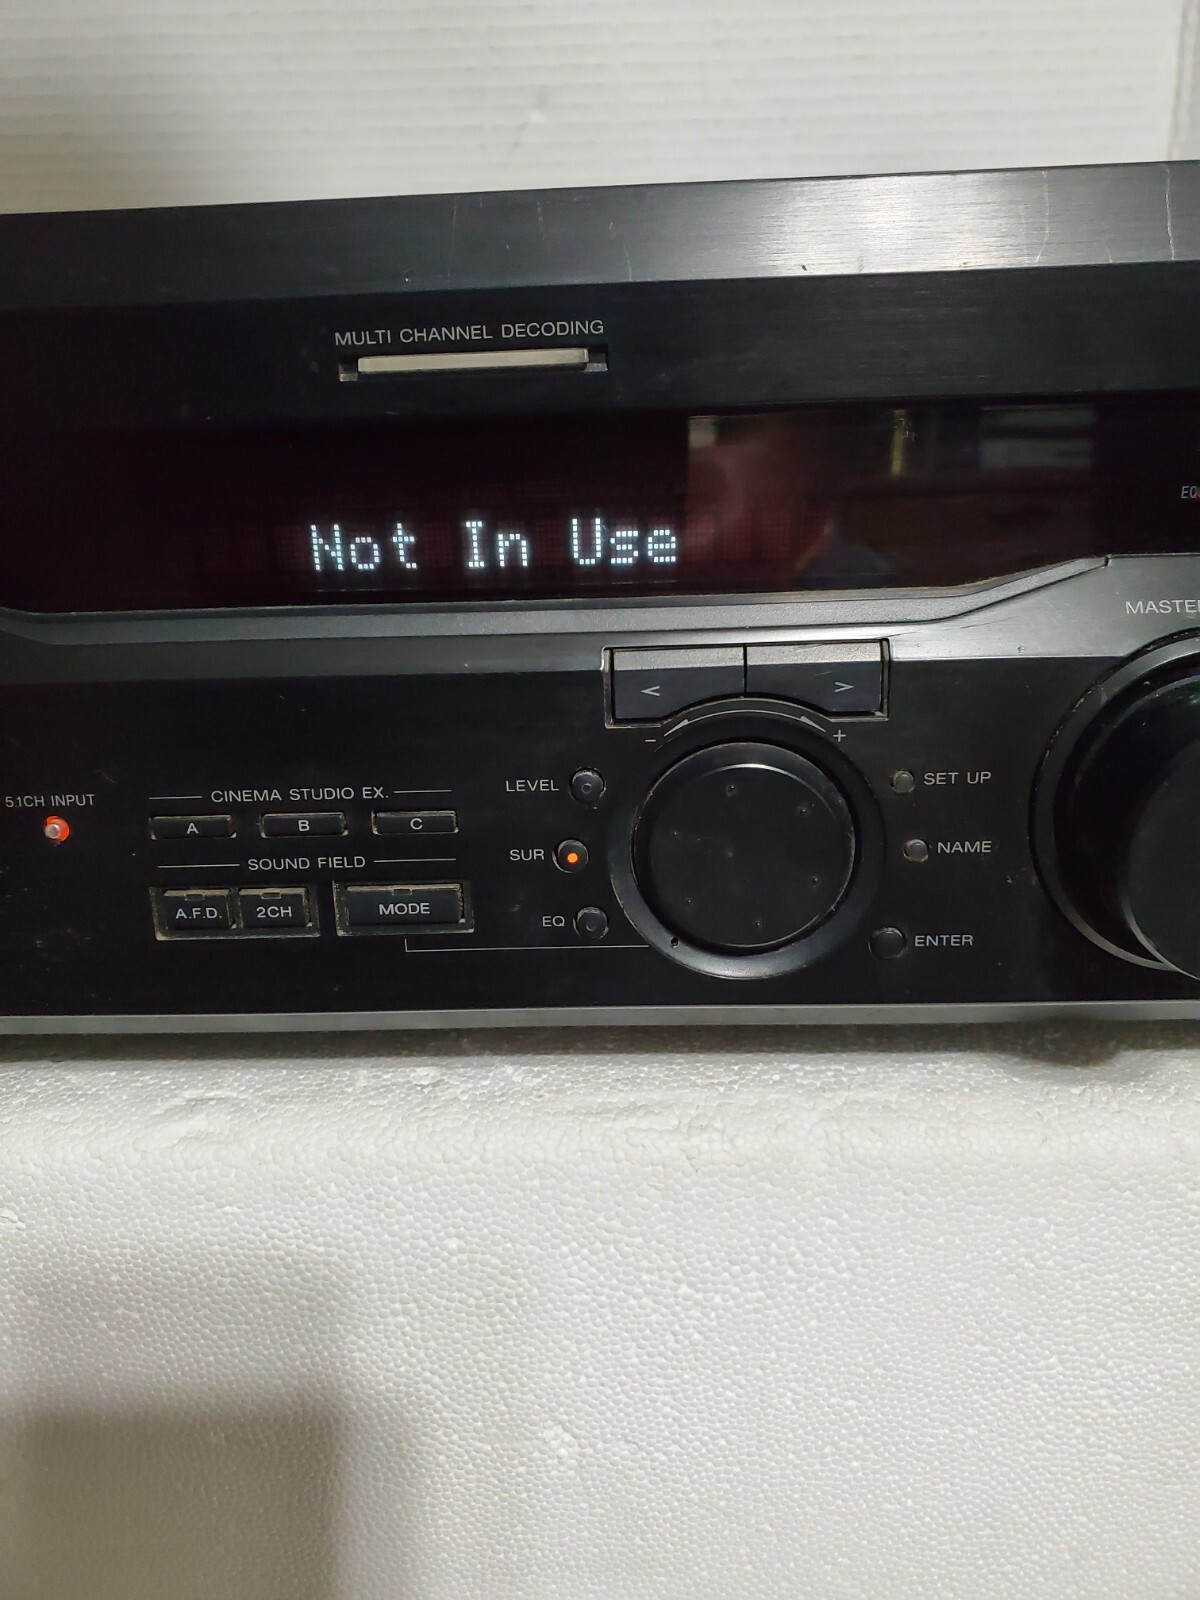 MULTI CHANNEL DECODING
EQ
Not In Use
MASTER
< >
- +
LEVEL
SET UP
5.1CH INPUT
CINEMA STUDIO EX.
A B C
SUR
NAME
SOUND FIELD
A.F.D. 2CH MODE
EQ
ENTER